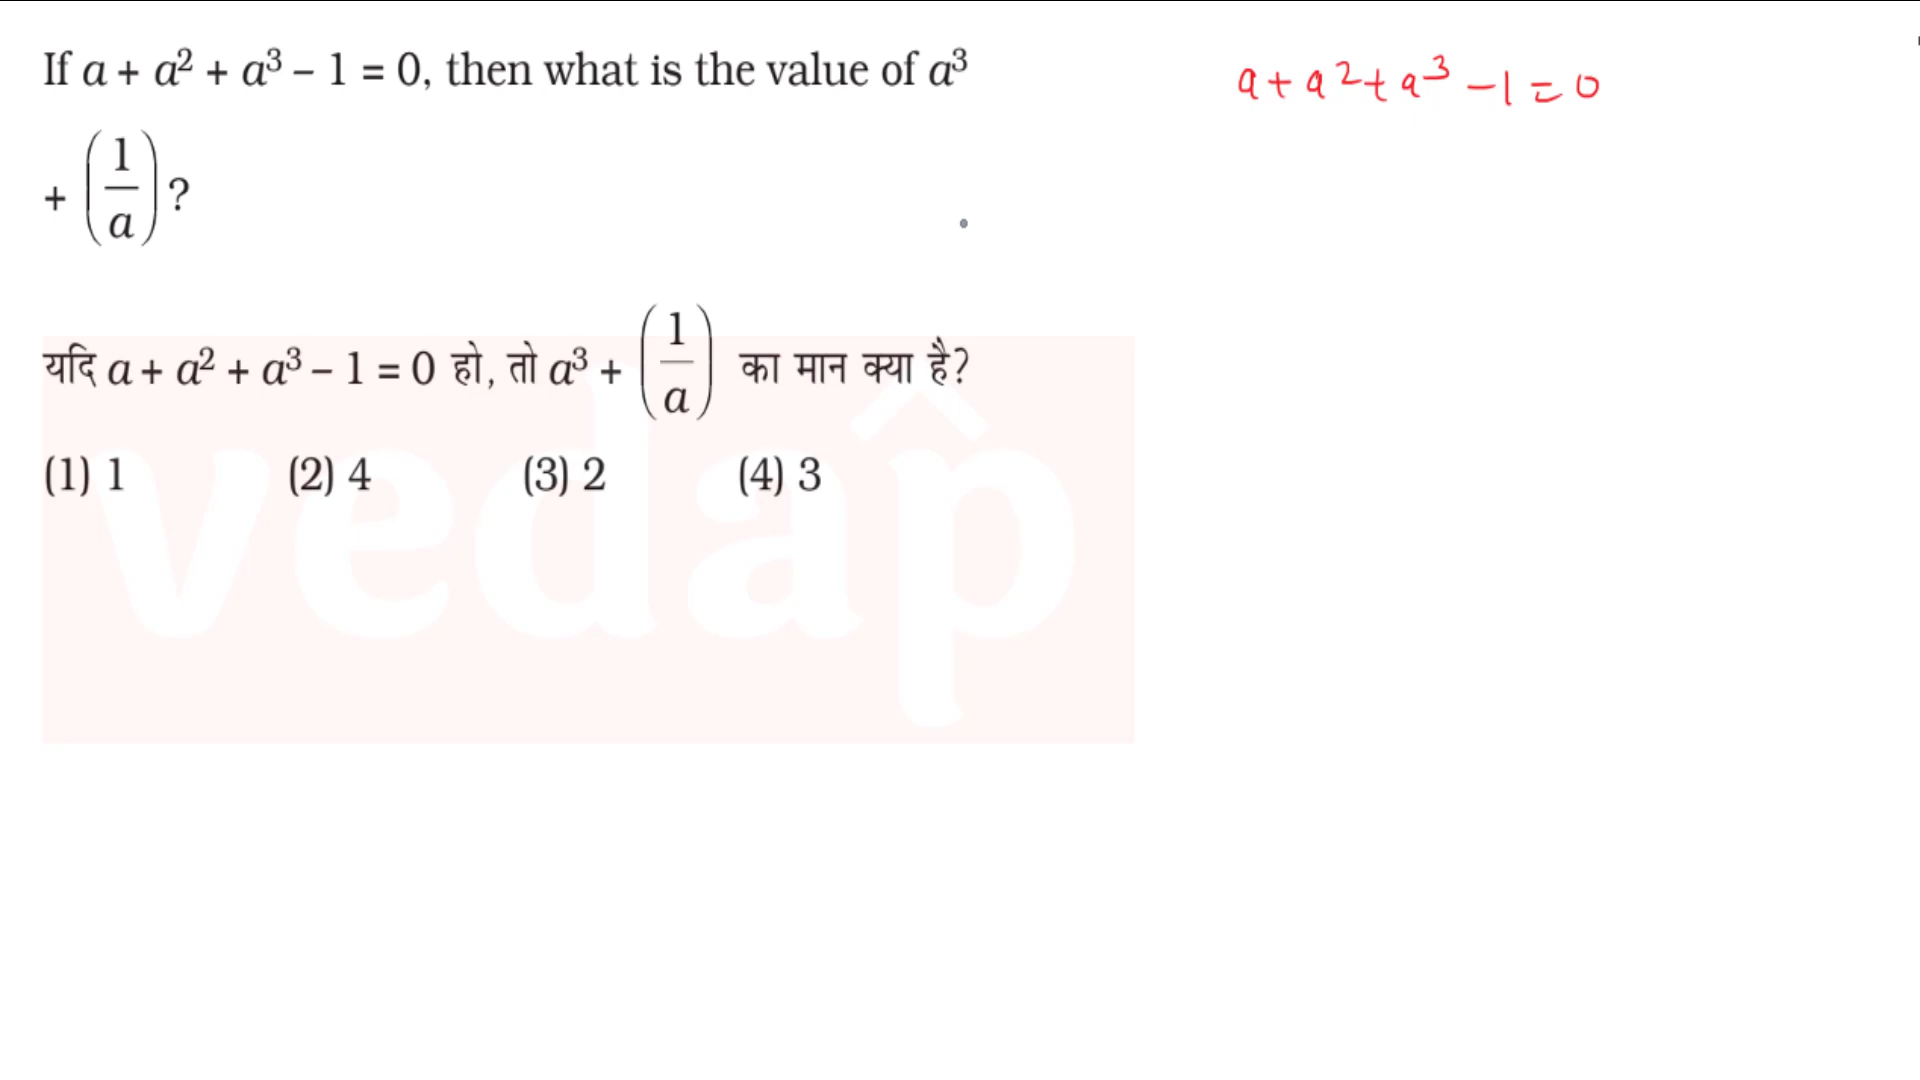 If a + a² + a³ – 1 = 0, then what is the value of a³
+ (1/a)?
a + a² + a³ – 1 = 0
यदि a + a² + a³ – 1 = 0 हो, तो a³ + (1/a) का मान क्या है?
(1) 1 (2) 4 (3) 2 (4) 3
vedap